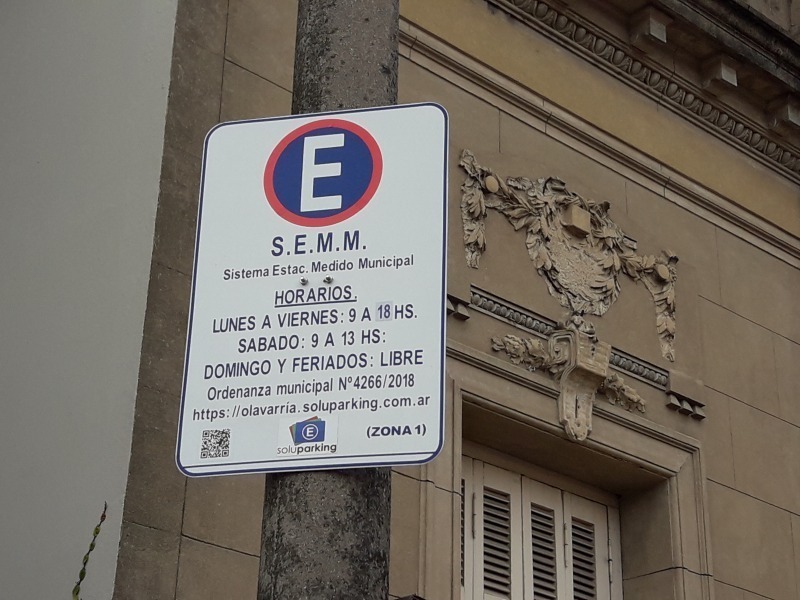 E
S.E.M.M.
Sistema Estac. Medido Municipal
HORARIOS.
LUNES A VIERNES: 9 A 18 HS.
SABADO: 9 A 13 HS:
DOMINGO Y FERIADOS: LIBRE
Ordenanza municipal Nº4266/2018
https://olavarria.soluparking.com.ar
E
soluparking
(ZONA 1)